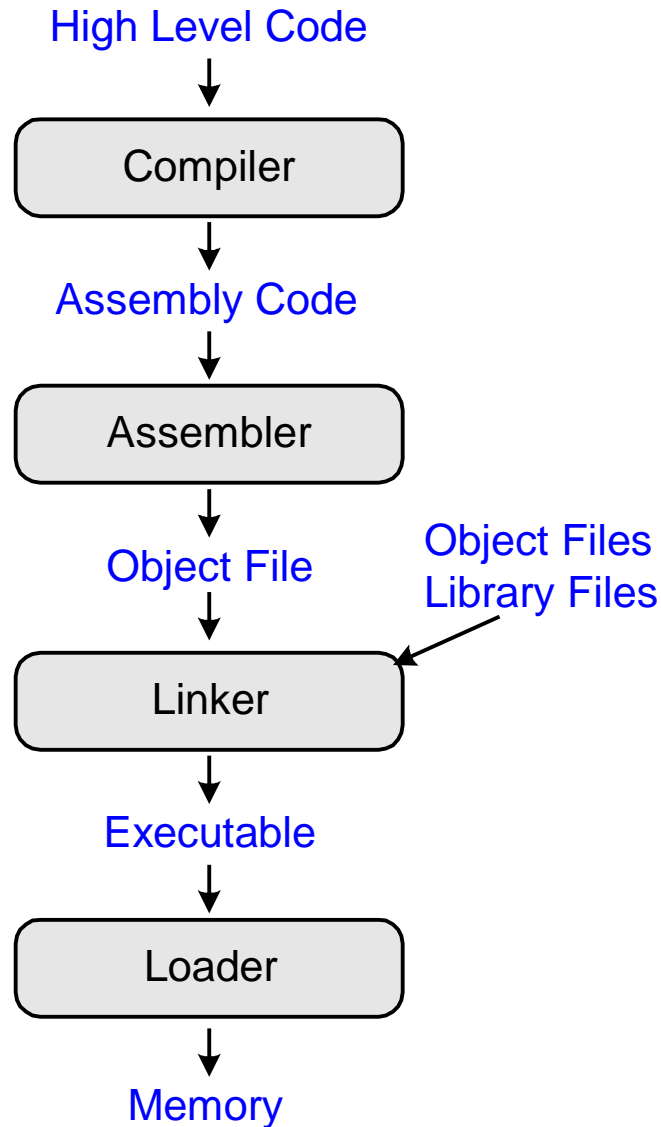 High Level Code
Compiler
Assembly Code
Assembler
Object File
Object Files
Library Files
Linker
Executable
Loader
Memory